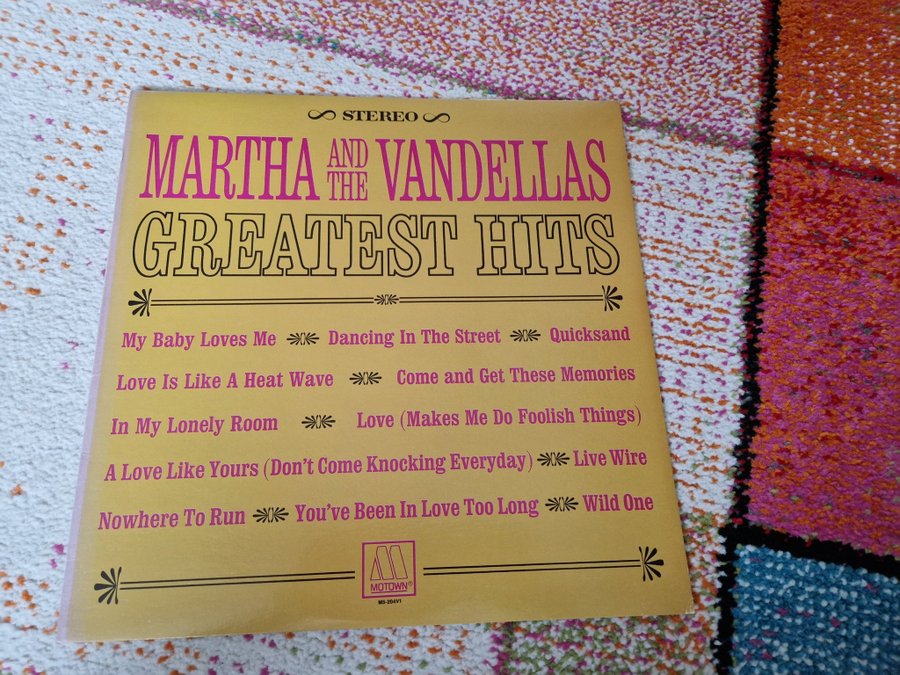 STEREO
MARTHA AND THE VANDELLAS
GREATEST HITS
My Baby Loves Me Dancing In The Street Quicksand
Love Is Like A Heat Wave Come and Get These Memories
In My Lonely Room Love (Makes Me Do Foolish Things)
A Love Like Yours (Don't Come Knocking Everyday) Live Wire
Nowhere To Run You've Been In Love Too Long Wild One
M
MOTOWN®
M5-204V1